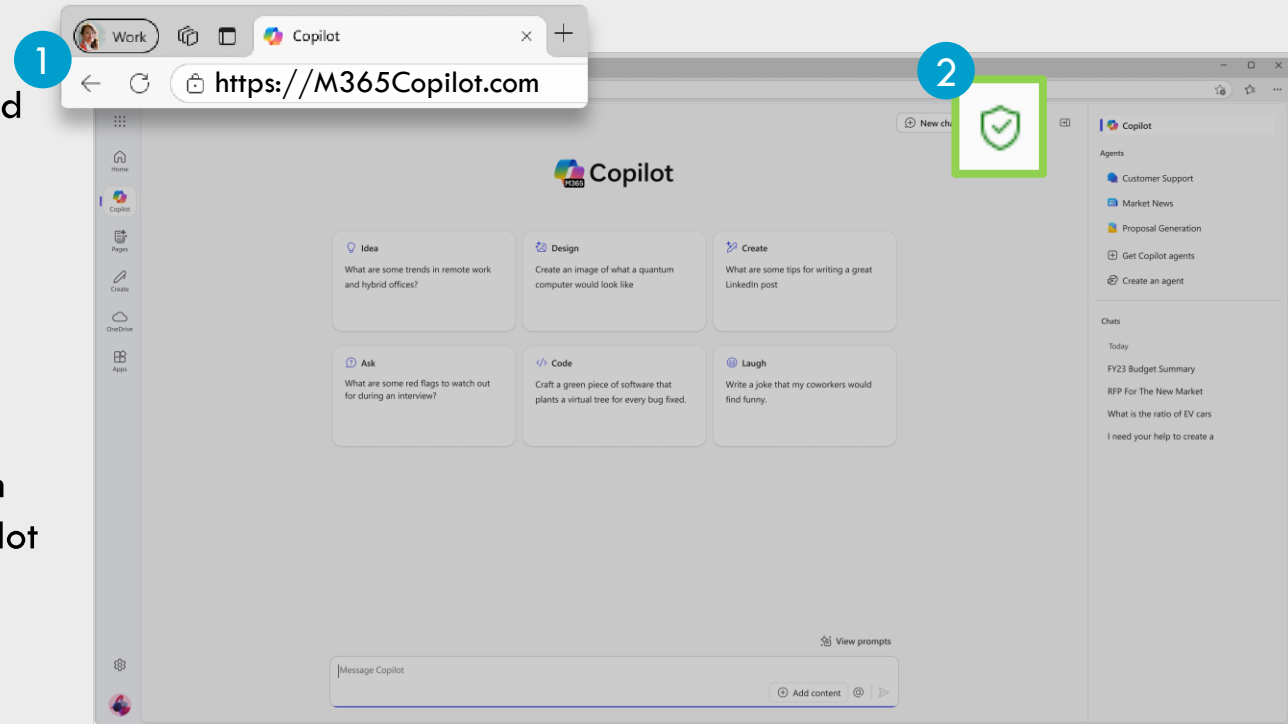 Work
Copilot
1
https://M365Copilot.com
2
d
lot
Home
Copilot
Pages
Create
OneDrive
Apps
M365 Copilot
Idea
What are some trends in remote work
and hybrid offices?
Design
Create an image of what a quantum
computer would look like
Create
What are some tips for writing a great
LinkedIn post
Ask
What are some red flags to watch out
for during an interview?
Code
Craft a green piece of software that
plants a virtual tree for every bug fixed.
Laugh
Write a joke that my coworkers would
find funny.
View prompts
Message Copilot
Add content
New ch
Copilot
Agents
Customer Support
Market News
Proposal Generation
Get Copilot agents
Create an agent
Chats
Today
FY23 Budget Summary
RFP For The New Market
What is the ratio of EV cars
I need your help to create a